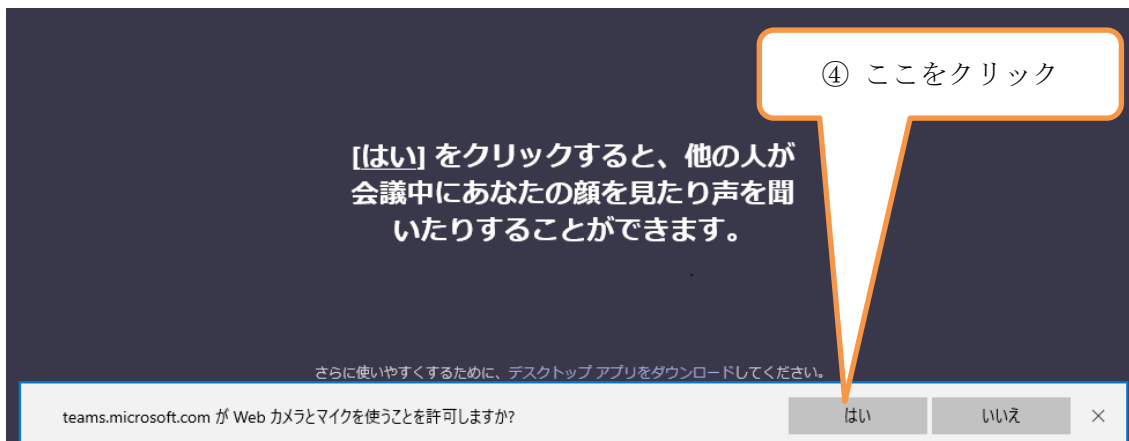 ④ ここをクリック
[はい] をクリックすると、他の人が
会議中にあなたの顔を見たり声を聞
いたりすることができます。
さらに使いやすくするために、デスクトップ アプリをダウンロードしてください。
teams.microsoft.com が Web カメラとマイクを使うことを許可しますか?
はい
いいえ